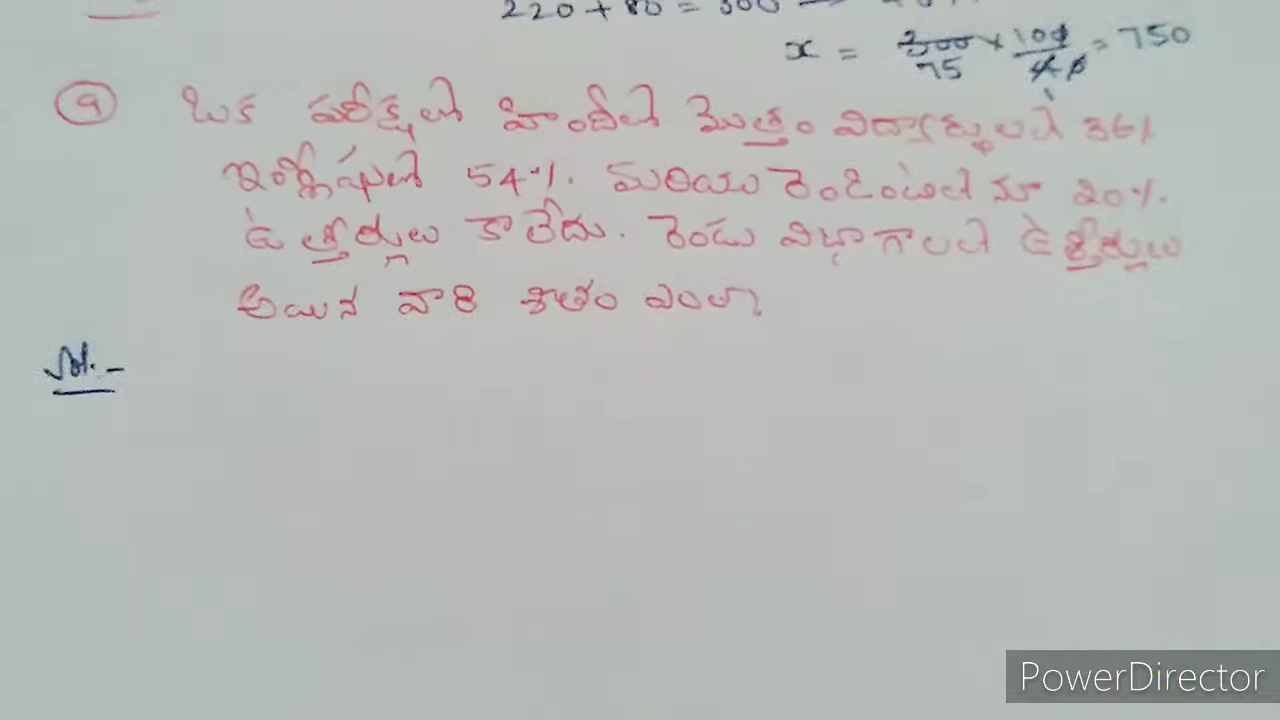 220 + 80 = 300
x = 300/75 × 100/40 = 750
9 ఒక పరీక్షలో హిందీలో మొత్తం విద్యార్థులలో 36%
ఇంగ్లీషులో 54% మరియు రెండింటిలోనూ 20%
ఉత్తీర్ణులు కాలేదు. రెండు విభాగాలలో ఉత్తీర్ణులు
అయిన వారి శాతం ఎంత?
Sol. -
PowerDirector